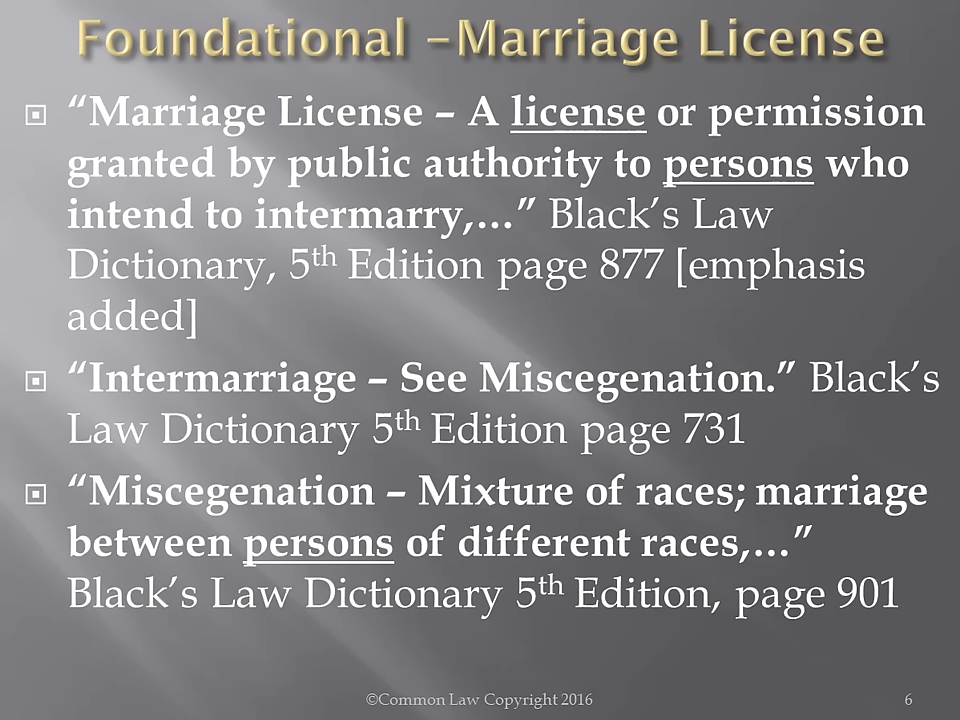 Foundational -Marriage License
“Marriage License – A license or permission
granted by public authority to persons who
intend to intermarry,…” Black’s Law
Dictionary, 5th Edition page 877 [emphasis
added]
“Intermarriage – See Miscegenation.” Black’s
Law Dictionary 5th Edition page 731
“Miscegenation – Mixture of races; marriage
between persons of different races,…”
Black’s Law Dictionary 5th Edition, page 901
©Common Law Copyright 2016
6